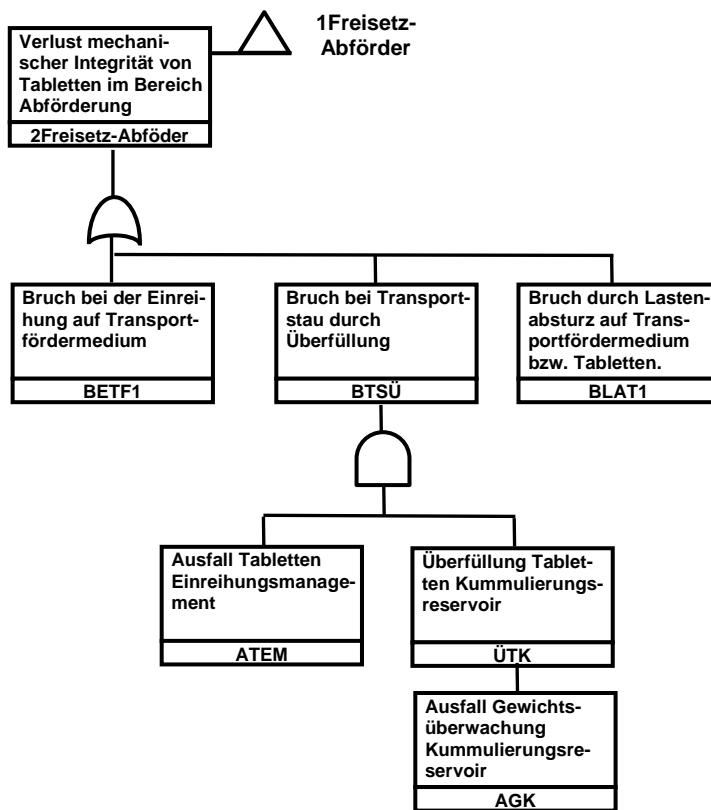 1Freisetz-
Abförder
Verlust mechani-
scher Integrität von
Tabletten im Bereich
Abförderung
2Freisetz-Abföder
Bruch bei der Einrei-
hung auf Transport-
fördermedium
BETF1
Bruch bei Transport-
stau durch
Überfüllung
BTSÜ
Bruch durch Lasten-
absturz auf Trans-
portfördermedium
bzw. Tabletten.
BLAT1
Ausfall Tabletten
Einreihungsmanage-
ment
ATEM
Überfüllung Tablet-
ten Kummulierungs-
reservoir
ÜTK
Ausfall Gewichts-
überwachung
Kummulierungsre-
servoir
AGK